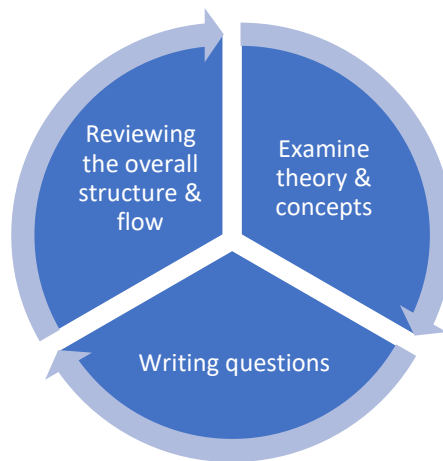 Reviewing
the overall
structure &
flow
Examine
theory &
concepts
Writing questions